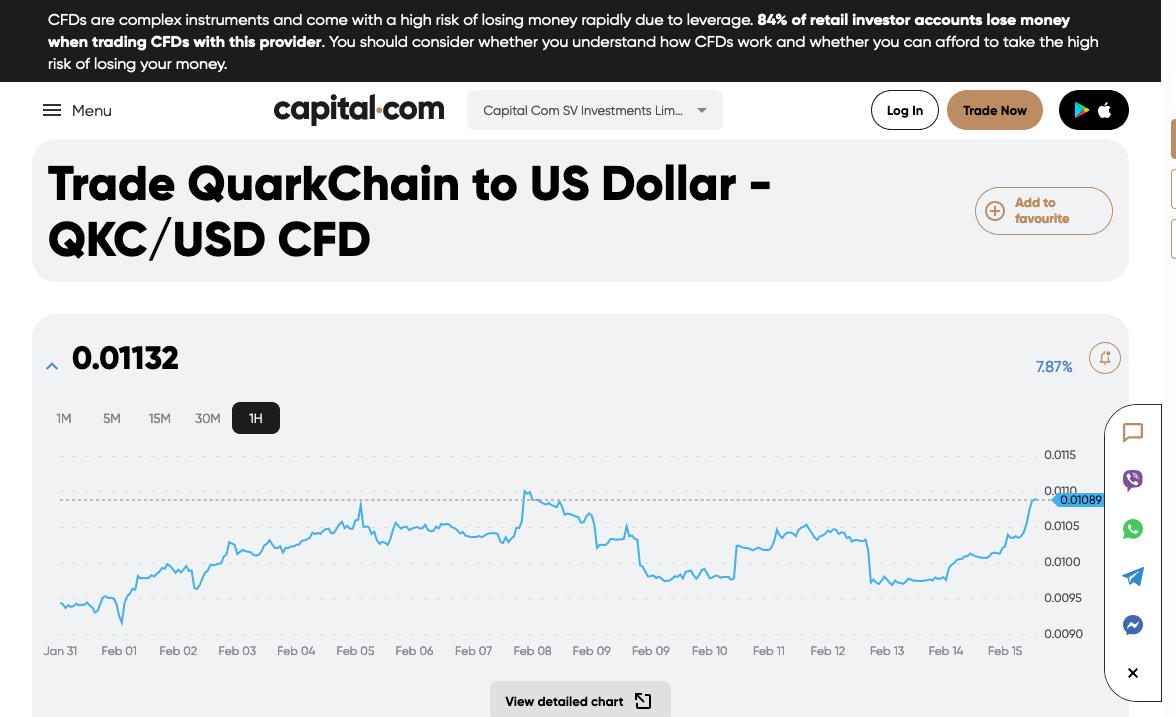 CFDs are complex instruments and come with a high risk of losing money rapidly due to leverage. 84% of retail investor accounts lose money
when trading CFDs with this provider. You should consider whether you understand how CFDs work and whether you can afford to take the high
risk of losing your money.
Menu
capital.com
Capital Com SV Investments Lim...
Log In
Trade Now
Trade QuarkChain to US Dollar -
QKC/USD CFD
Add to
favourite
0.01132
7.87%
1M 5M 15M 30M 1H
0.0115
0.0110
0.01089
0.0105
0.0100
0.0095
0.0090
Jan 31 Feb 01 Feb 02 Feb 03 Feb 04 Feb 05 Feb 06 Feb 07 Feb 08 Feb 09 Feb 09 Feb 10 Feb 11 Feb 12 Feb 13 Feb 14 Feb 15
View detailed chart